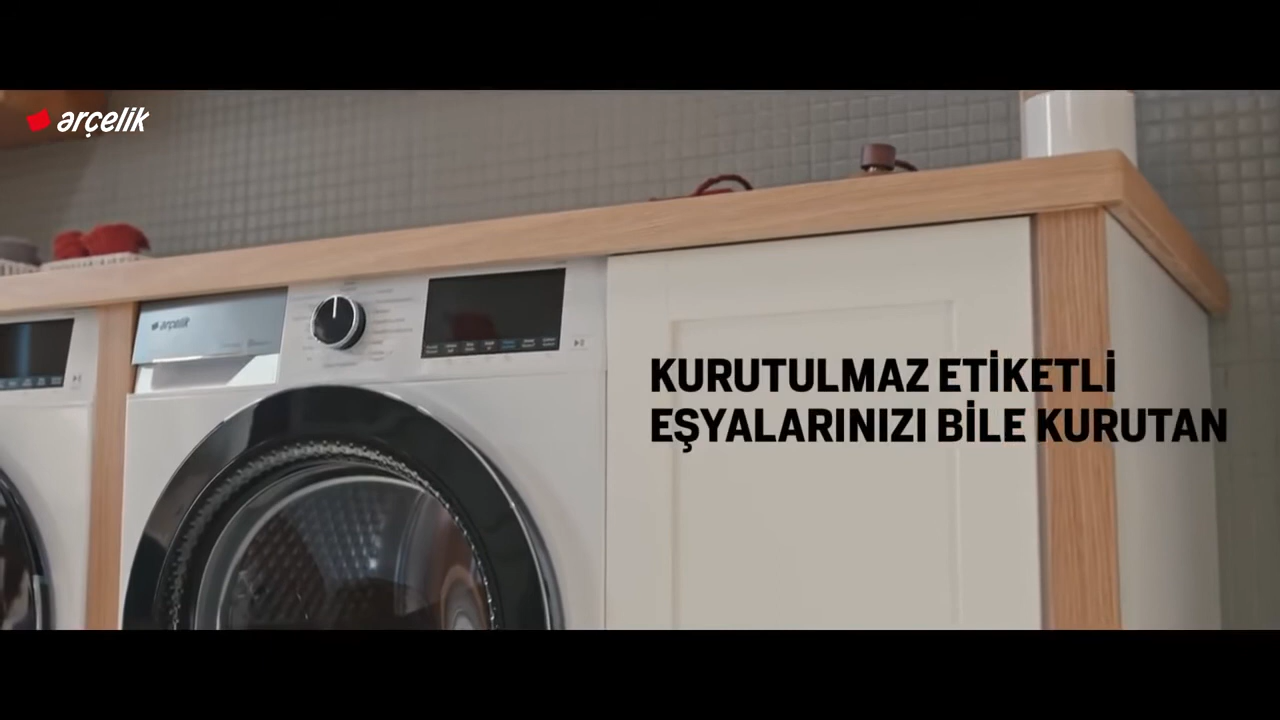 arçelik
arçelik
KURUTULMAZ ETİKETLİ
EŞYALARINIZI BİLE KURUTAN